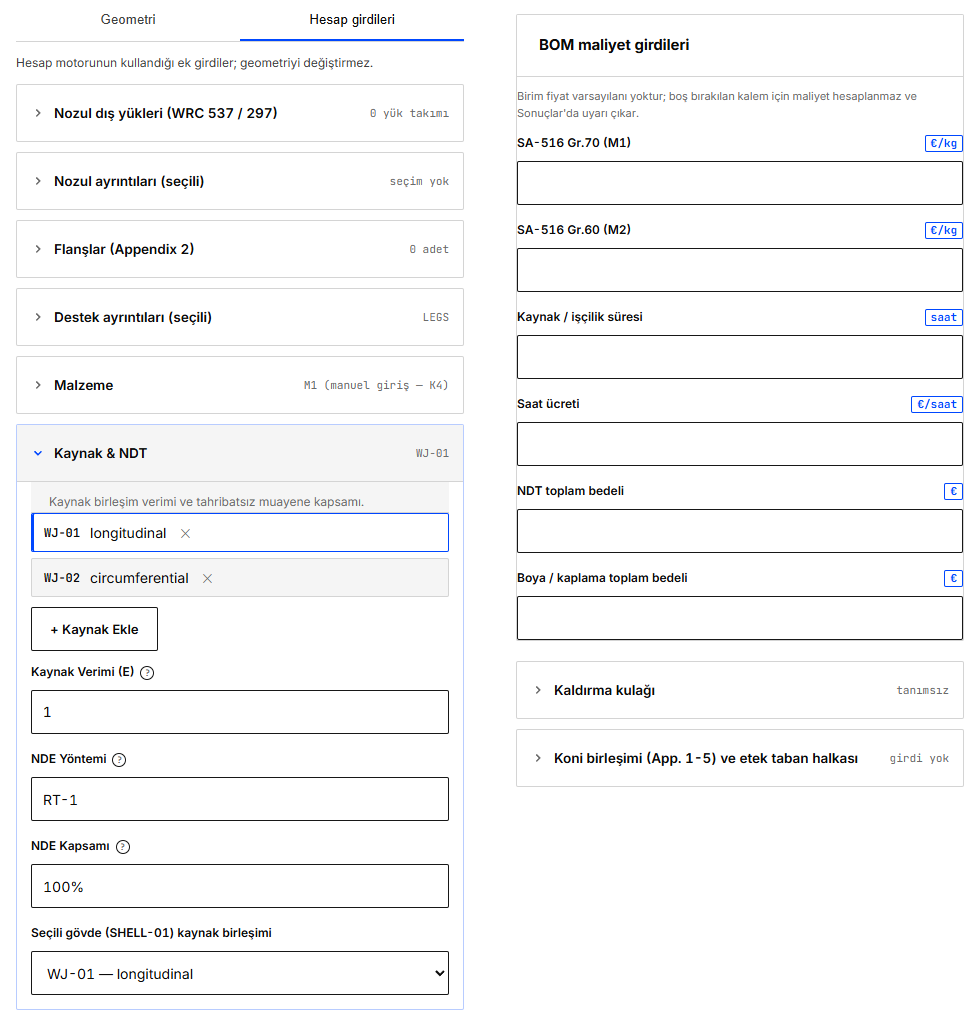 Geometri
Hesap girdileri
Hesap motorunun kullandığı ek girdiler; geometriyi değiştirmez.
Nozul dış yükleri (WRC 537 / 297)
0 yük takımı
Nozul ayrıntıları (seçili)
seçim yok
Flanşlar (Appendix 2)
0 adet
Destek ayrıntıları (seçili)
LEGS
Malzeme
M1 (manuel giriş — K4)
Kaynak & NDT
WJ-01
Kaynak birleşim verimi ve tahribatsız muayene kapsamı.
WJ-01 longitudinal ×
WJ-02 circumferential ×
+ Kaynak Ekle
Kaynak Verimi (E) ?
1
NDE Yöntemi ?
RT-1
NDE Kapsamı ?
100%
Seçili gövde (SHELL-01) kaynak birleşimi
WJ-01 — longitudinal
BOM maliyet girdileri
Birim fiyat varsayılanı yoktur; boş bırakılan kalem için maliyet hesaplanmaz ve
Sonuçlar'da uyarı çıkar.
SA-516 Gr.70 (M1)
€/kg
SA-516 Gr.60 (M2)
€/kg
Kaynak / işçilik süresi
saat
Saat ücreti
€/saat
NDT toplam bedeli
€
Boya / kaplama toplam bedeli
€
Kaldırma kulağı
tanımsız
Koni birleşimi (App. 1-5) ve etek taban halkası
girdi yok